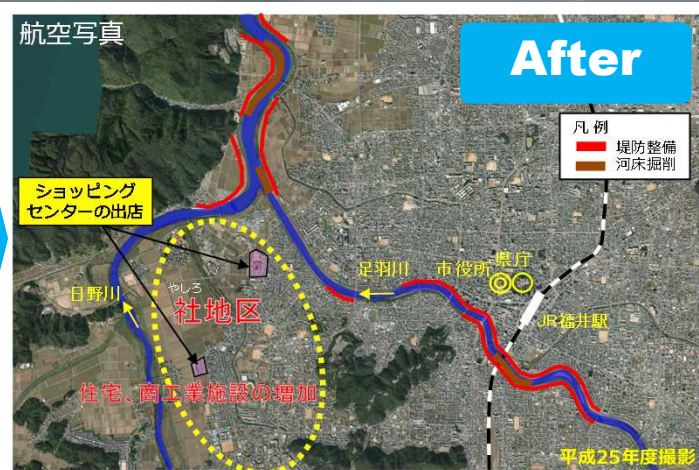 航空写真
After
凡 例
堤防整備
河床掘削
ショッピング
センターの出店
県庁
市役所
足羽川
日野川
やしろ
社地区
JR福井駅
住宅、商工業施設の増加
平成25年度撮影